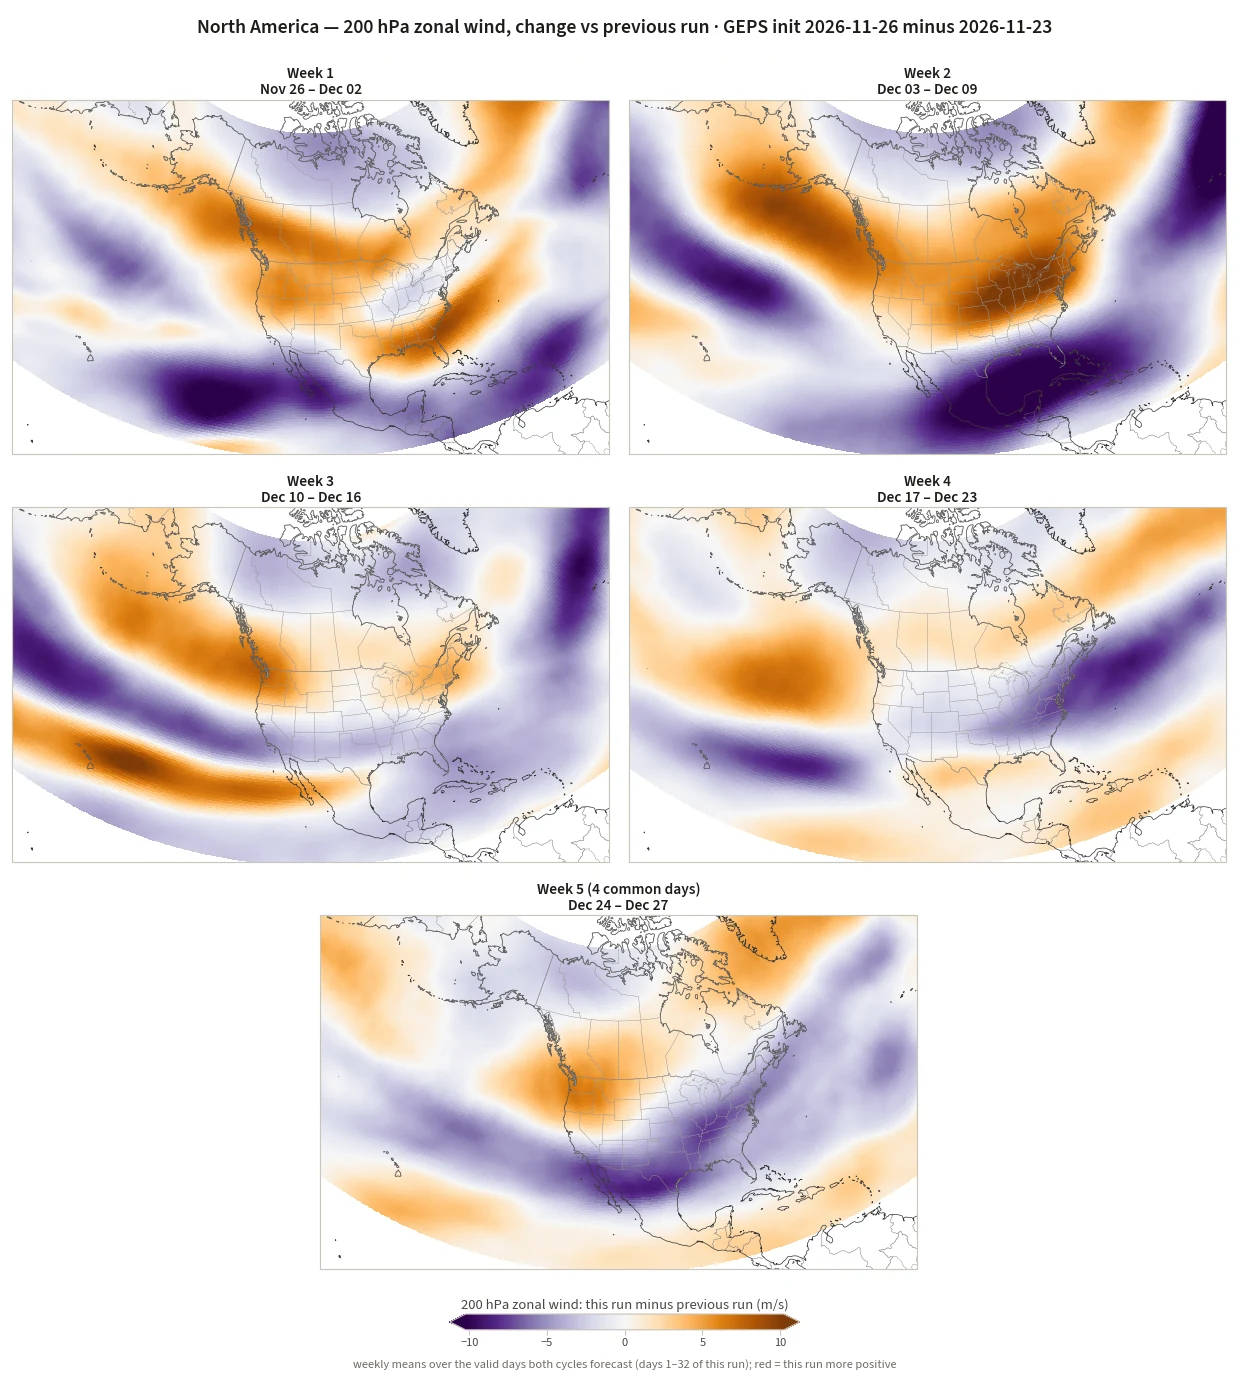 North America — 200 hPa zonal wind, change vs previous run · GEPS init 2026-11-26 minus 2026-11-23
Week 1
Nov 26 – Dec 02
Week 2
Dec 03 – Dec 09
Week 3
Dec 10 – Dec 16
Week 4
Dec 17 – Dec 23
Week 5 (4 common days)
Dec 24 – Dec 27
200 hPa zonal wind: this run minus previous run (m/s)
−10 −5 0 5 10
weekly means over the valid days both cycles forecast (days 1–32 of this run); red = this run more positive